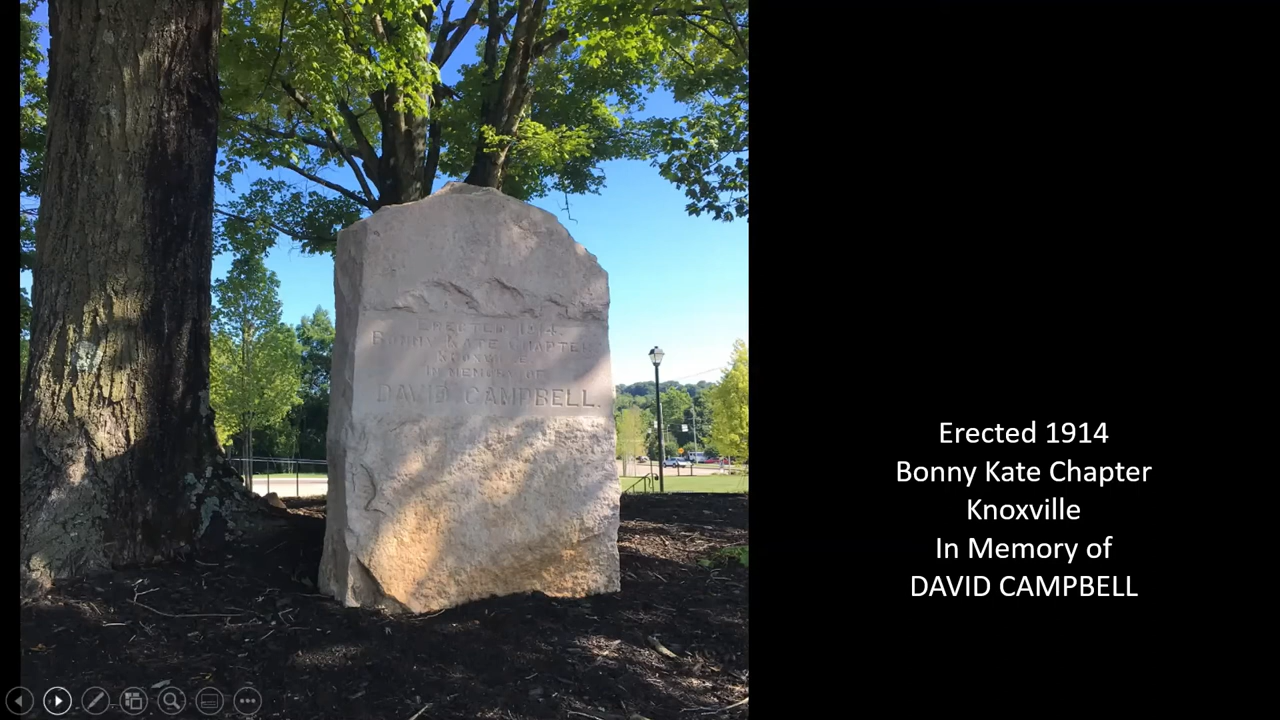 ERECTED 1914.
BONNY KATE CHAPTER
KNOXVILLE
IN MEMORY OF
DAVID CAMPBELL.
Erected 1914
Bonny Kate Chapter
Knoxville
In Memory of
DAVID CAMPBELL